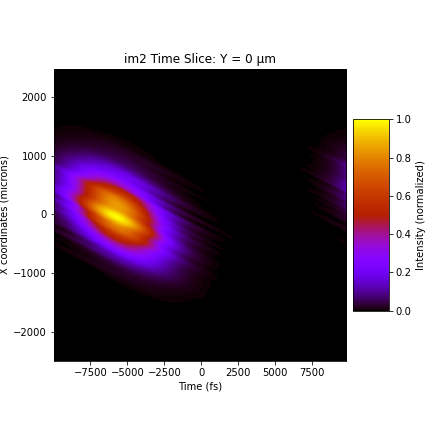 im2 Time Slice: Y = 0 μm
X coordinates (microns)
2000
1000
0
−1000
−2000
−7500 −5000 −2500 0 2500 5000 7500
Time (fs)
1.0
0.8
0.6
0.4
0.2
0.0
Intensity (normalized)